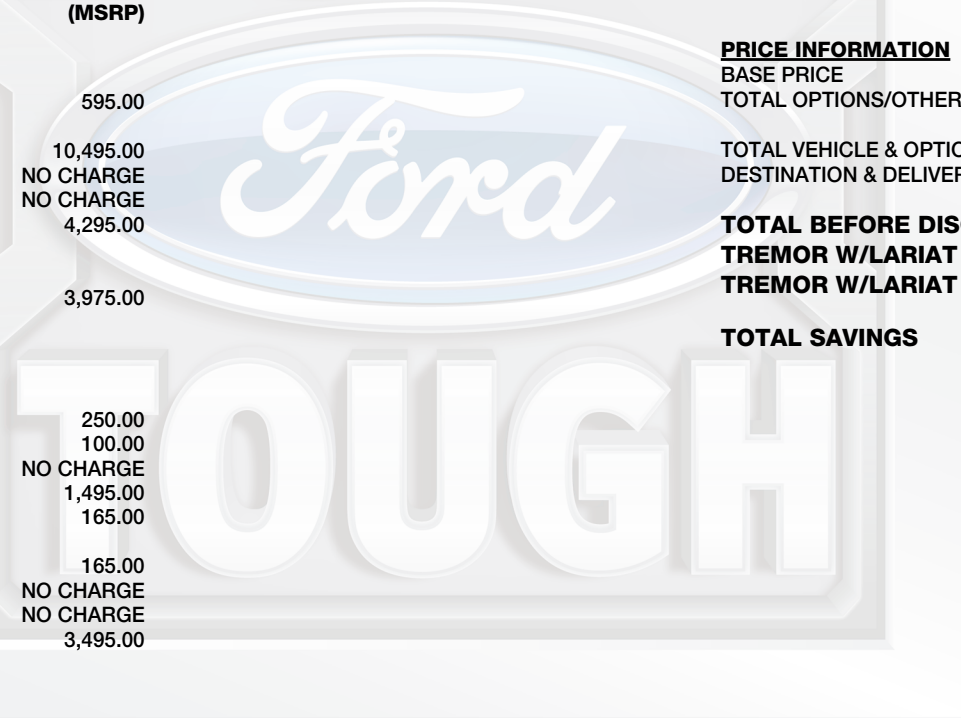 (MSRP)
595.00
10,495.00
NO CHARGE
NO CHARGE
4,295.00
3,975.00
250.00
100.00
NO CHARGE
1,495.00
165.00
165.00
NO CHARGE
NO CHARGE
3,495.00
PRICE INFORMATION
BASE PRICE
TOTAL OPTIONS/OTHER
TOTAL VEHICLE & OPTIO
DESTINATION & DELIVER
TOTAL BEFORE DIS
TREMOR W/LARIAT
TREMOR W/LARIAT
TOTAL SAVINGS
Ford
TOUGH